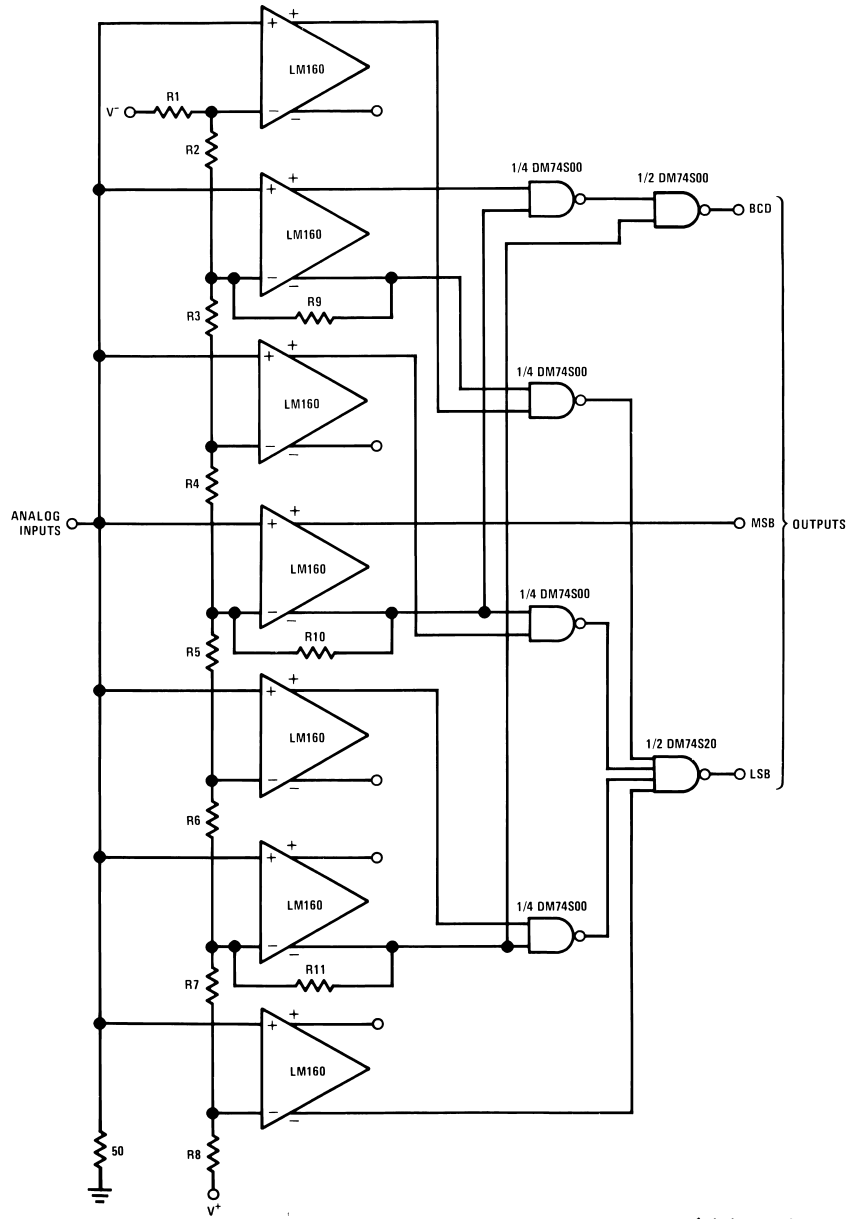 LM160
V⁻
R1
R2
1/4 DM74S00
1/2 DM74S00
BCD
LM160
R9
R3
LM160
1/4 DM74S00
R4
ANALOG
INPUTS
MSB
OUTPUTS
LM160
1/4 DM74S00
R10
R5
LM160
1/2 DM74S20
LSB
R6
LM160
1/4 DM74S00
R11
R7
LM160
50
R8
V⁺